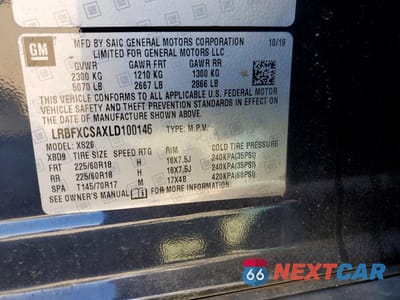 GM
MFD BY SAIC GENERAL MOTORS CORPORATION 10/19
LIMITED FOR GENERAL MOTORS LLC
GVWR GAWR FRT GAWR RR
2300 KG 1210 KG 1300 KG
5070 LB 2667 LB 2866 LB
THIS VEHICLE CONFORMS TO ALL APPLICABLE U.S.
FEDERAL MOTOR VEHICLE SAFETY, BUMPER, AND
THEFT PREVENTION STANDARDS IN EFFECT ON THE
DATE OF MANUFACTURE SHOWN ABOVE.
LRBFXCSAXLD100146 TYPE: M.P.V.
MODEL: XS26
XBD9 TIRE SIZE SPEED RTG RIM COLD TIRE PRESSURE
FRT 225/60R18 H 18X7.5J 240KPA(35PSI)
RR 225/60R18 H 18X7.5J 240KPA(35PSI)
SPA T145/70R17 M 17X4B 420KPA(60PSI)
SEE OWNER'S MANUAL FOR MORE INFORMATION.
66 NEXTCAR